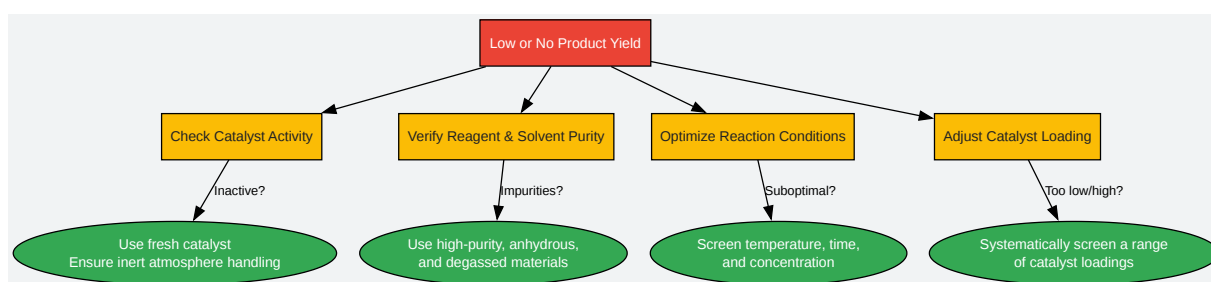 Low or No Product Yield
Check Catalyst Activity
Verify Reagent & Solvent Purity
Optimize Reaction Conditions
Adjust Catalyst Loading
Inactive?
Impurities?
Suboptimal?
Too low/high?
Use fresh catalyst
Ensure inert atmosphere handling
Use high-purity, anhydrous,
and degassed materials
Screen temperature, time,
and concentration
Systematically screen a range
of catalyst loadings